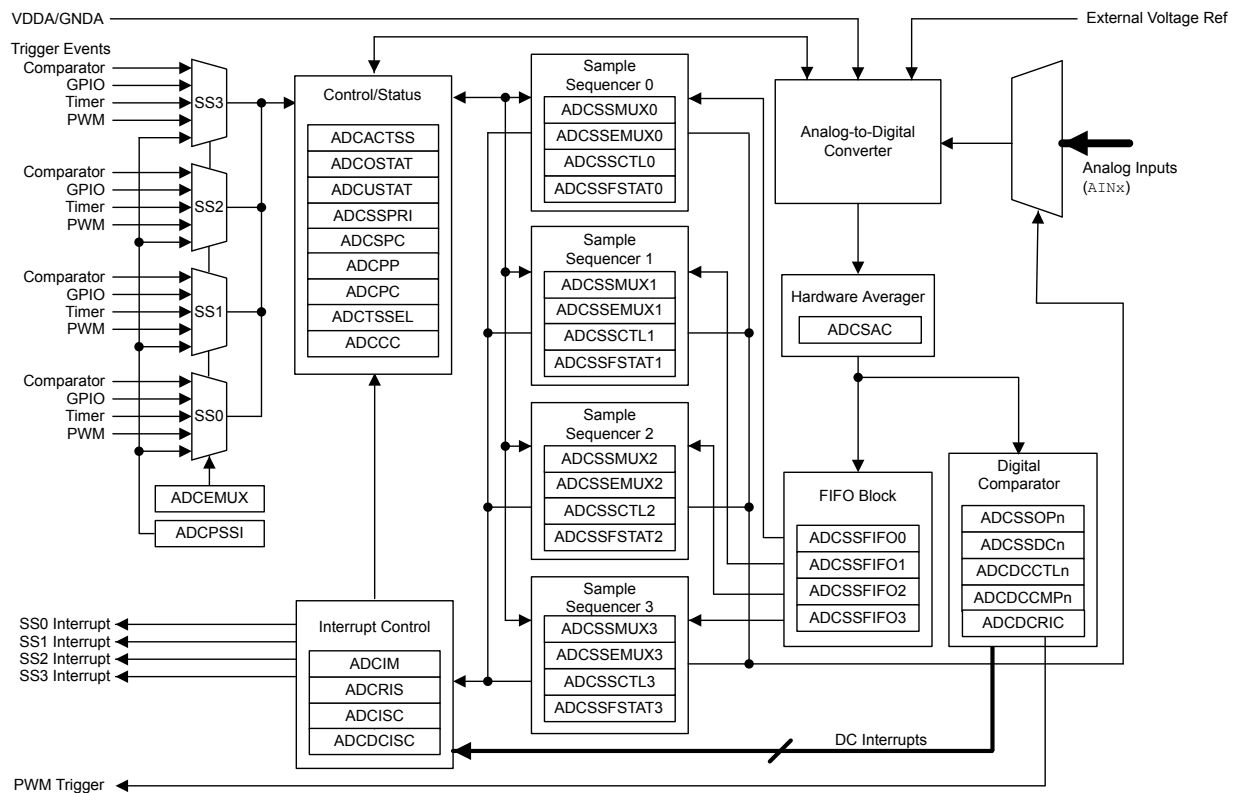 VDDA/GNDA
External Voltage Ref
Trigger Events
Comparator
GPIO
Timer
PWM
SS3
Comparator
GPIO
Timer
PWM
SS2
Comparator
GPIO
Timer
PWM
SS1
Comparator
GPIO
Timer
PWM
SS0
ADCEMUX
ADCPSSI
Control/Status
ADCACTSS
ADCOSTAT
ADCUSTAT
ADCSSPRI
ADCSPC
ADCPP
ADCPC
ADCTSSEL
ADCCC
Sample
Sequencer 0
ADCSSMUX0
ADCSSEMUX0
ADCSSCTL0
ADCSSFSTAT0
Sample
Sequencer 1
ADCSSMUX1
ADCSSEMUX1
ADCSSCTL1
ADCSSFSTAT1
Sample
Sequencer 2
ADCSSMUX2
ADCSSEMUX2
ADCSSCTL2
ADCSSFSTAT2
Sample
Sequencer 3
ADCSSMUX3
ADCSSEMUX3
ADCSSCTL3
ADCSSFSTAT3
Analog-to-Digital
Converter
Analog Inputs
(AINx)
Hardware Averager
ADCSAC
FIFO Block
ADCSSFIFO0
ADCSSFIFO1
ADCSSFIFO2
ADCSSFIFO3
Digital
Comparator
ADCSSOPn
ADCSSDCn
ADCDCCTLn
ADCDCCMPn
ADCDCRIC
SS0 Interrupt
SS1 Interrupt
SS2 Interrupt
SS3 Interrupt
Interrupt Control
ADCIM
ADCRIS
ADCISC
ADCDCISC
DC Interrupts
PWM Trigger